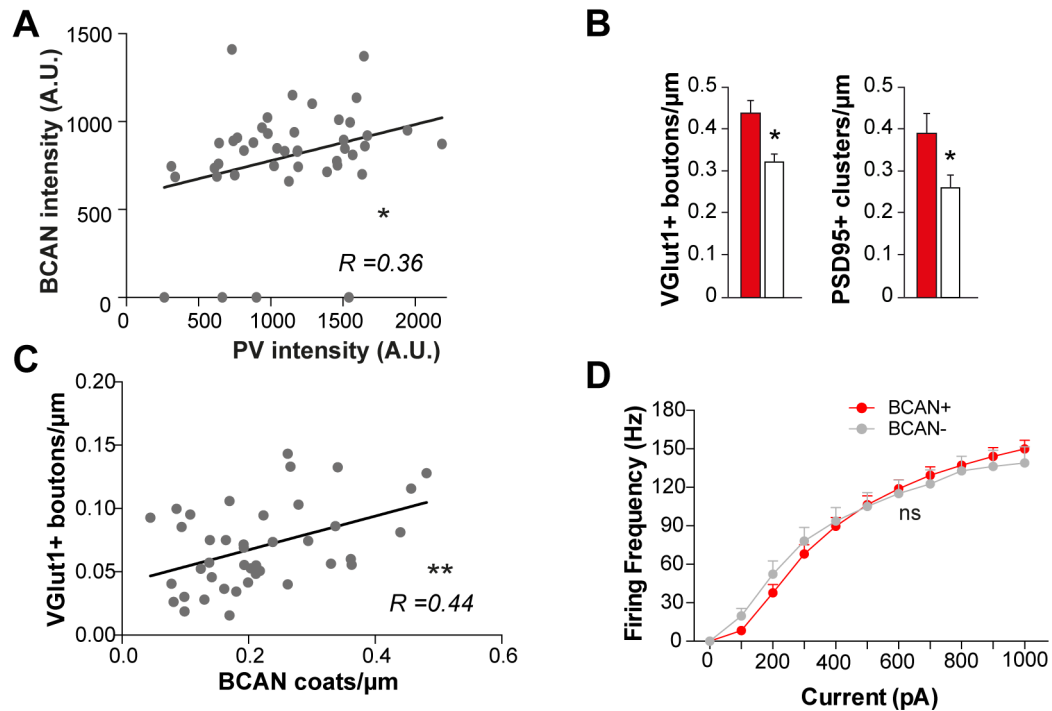 A
BCAN intensity (A.U.)
1500
1000
500
0
0 500 1000 1500 2000
PV intensity (A.U.)
*
R =0.36
B
VGlut1+ boutons/µm
0.5
0.4
0.3
0.2
0.1
0
*
PSD95+ clusters/µm
0.5
0.4
0.3
0.2
0.1
0
*
C
VGlut1+ boutons/µm
0.20
0.15
0.10
0.05
0.00
0.0 0.2 0.4 0.6
BCAN coats/µm
**
R =0.44
D
Firing Frequency (Hz)
180
150
120
90
60
30
0
BCAN+
BCAN-
ns
0 200 400 600 800 1000
Current (pA)